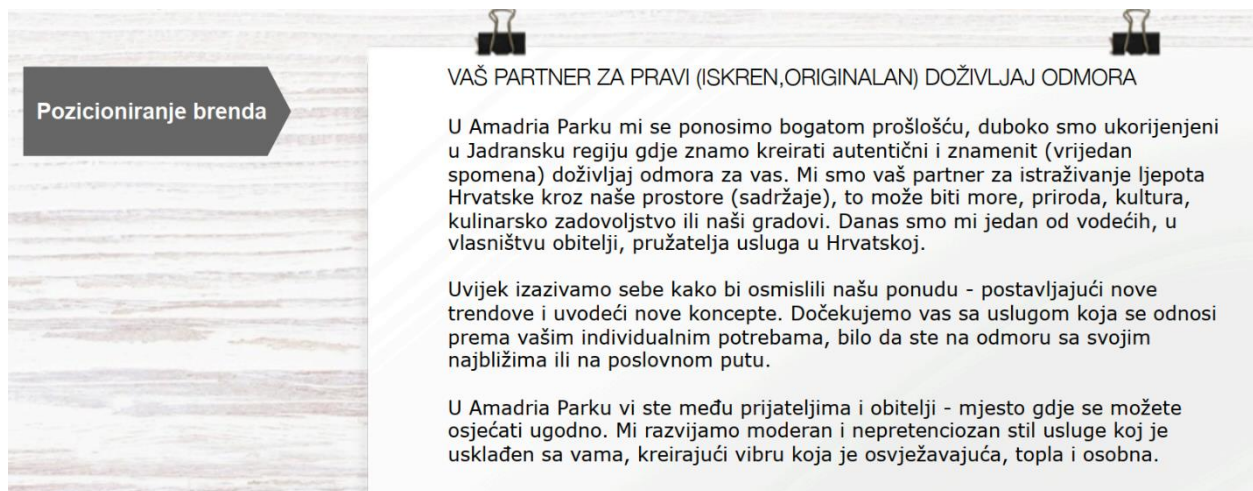 Pozicioniranje brenda
VAŠ PARTNER ZA PRAVI (ISKREN,ORIGINALAN) DOŽIVLJAJ ODMORA
U Amadria Parku mi se ponosimo bogatom prošlošću, duboko smo ukorijenjeni
u Jadransku regiju gdje znamo kreirati autentični i znamenit (vrijedan
spomena) doživljaj odmora za vas. Mi smo vaš partner za istraživanje ljepota
Hrvatske kroz naše prostore (sadržaje), to može biti more, priroda, kultura,
kulinarsko zadovoljstvo ili naši gradovi. Danas smo mi jedan od vodećih, u
vlasništvu obitelji, pružatelja usluga u Hrvatskoj.
Uvijek izazivamo sebe kako bi osmislili našu ponudu - postavljajući nove
trendove i uvodeći nove koncepte. Dočekujemo vas sa uslugom koja se odnosi
prema vašim individualnim potrebama, bilo da ste na odmoru sa svojim
najbližima ili na poslovnom putu.
U Amadria Parku vi ste među prijateljima i obitelji - mjesto gdje se možete
osjećati ugodno. Mi razvijamo moderan i nepretenciozan stil usluge koj je
usklađen sa vama, kreirajući vibru koja je osvježavajuća, topla i osobna.